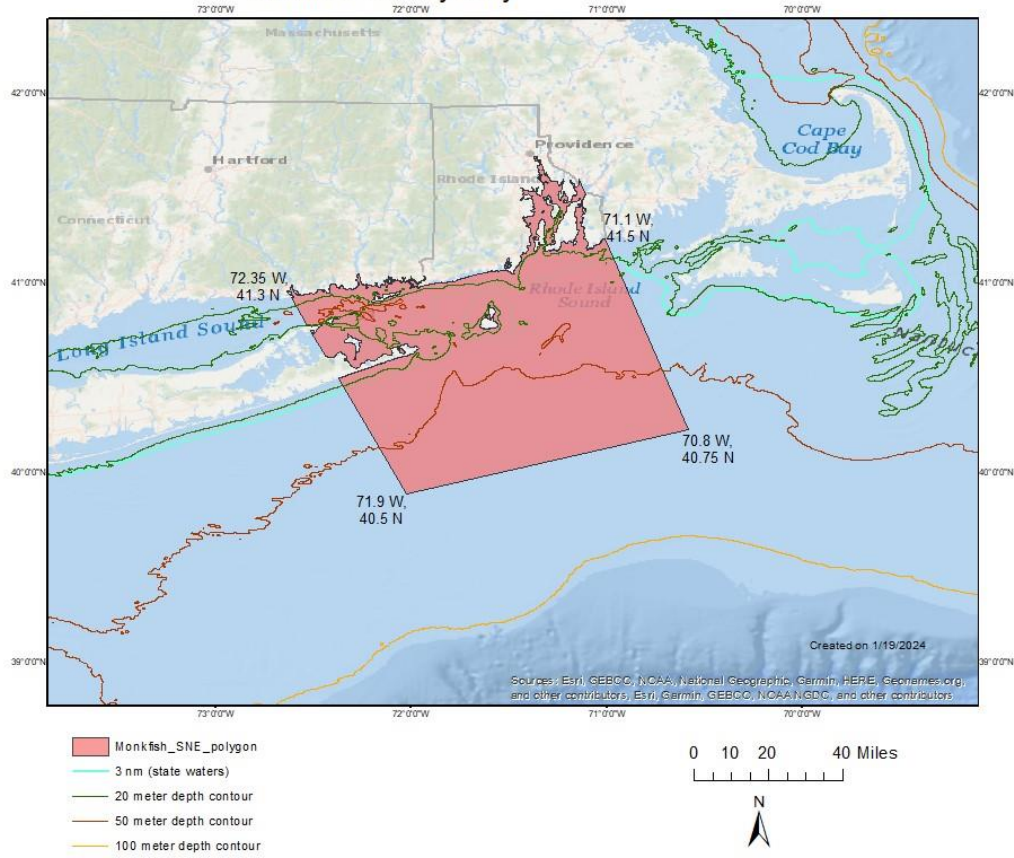 73°0'0"W 72°0'0"W 71°0'0"W 70°0'0"W
Massachusetts
42°0'0"N 42°0'0"N
Cape
Cod Bay
Providence
Hartford
Rhode Island
Connecticut
71.1 W,
41.5 N
72.35 W,
41.3 N
41°0'0"N 41°0'0"N
Rhode Island
Sound
Long Island Sound
70.8 W,
40.75 N
40°0'0"N 40°0'0"N
71.9 W,
40.5 N
Created on 1/19/2024
39°0'0"N 39°0'0"N
Sources: Esri, GEBCO, NOAA, National Geographic, Garmin, HERE, Geonames.org,
and other contributors, Esri, Garmin, GEBCO, NOAA NGDC, and other contributors
73°0'0"W 72°0'0"W 71°0'0"W 70°0'0"W
Monkfish_SNE_polygon
3 nm (state waters)
20 meter depth contour
50 meter depth contour
100 meter depth contour
0 10 20 40 Miles
N